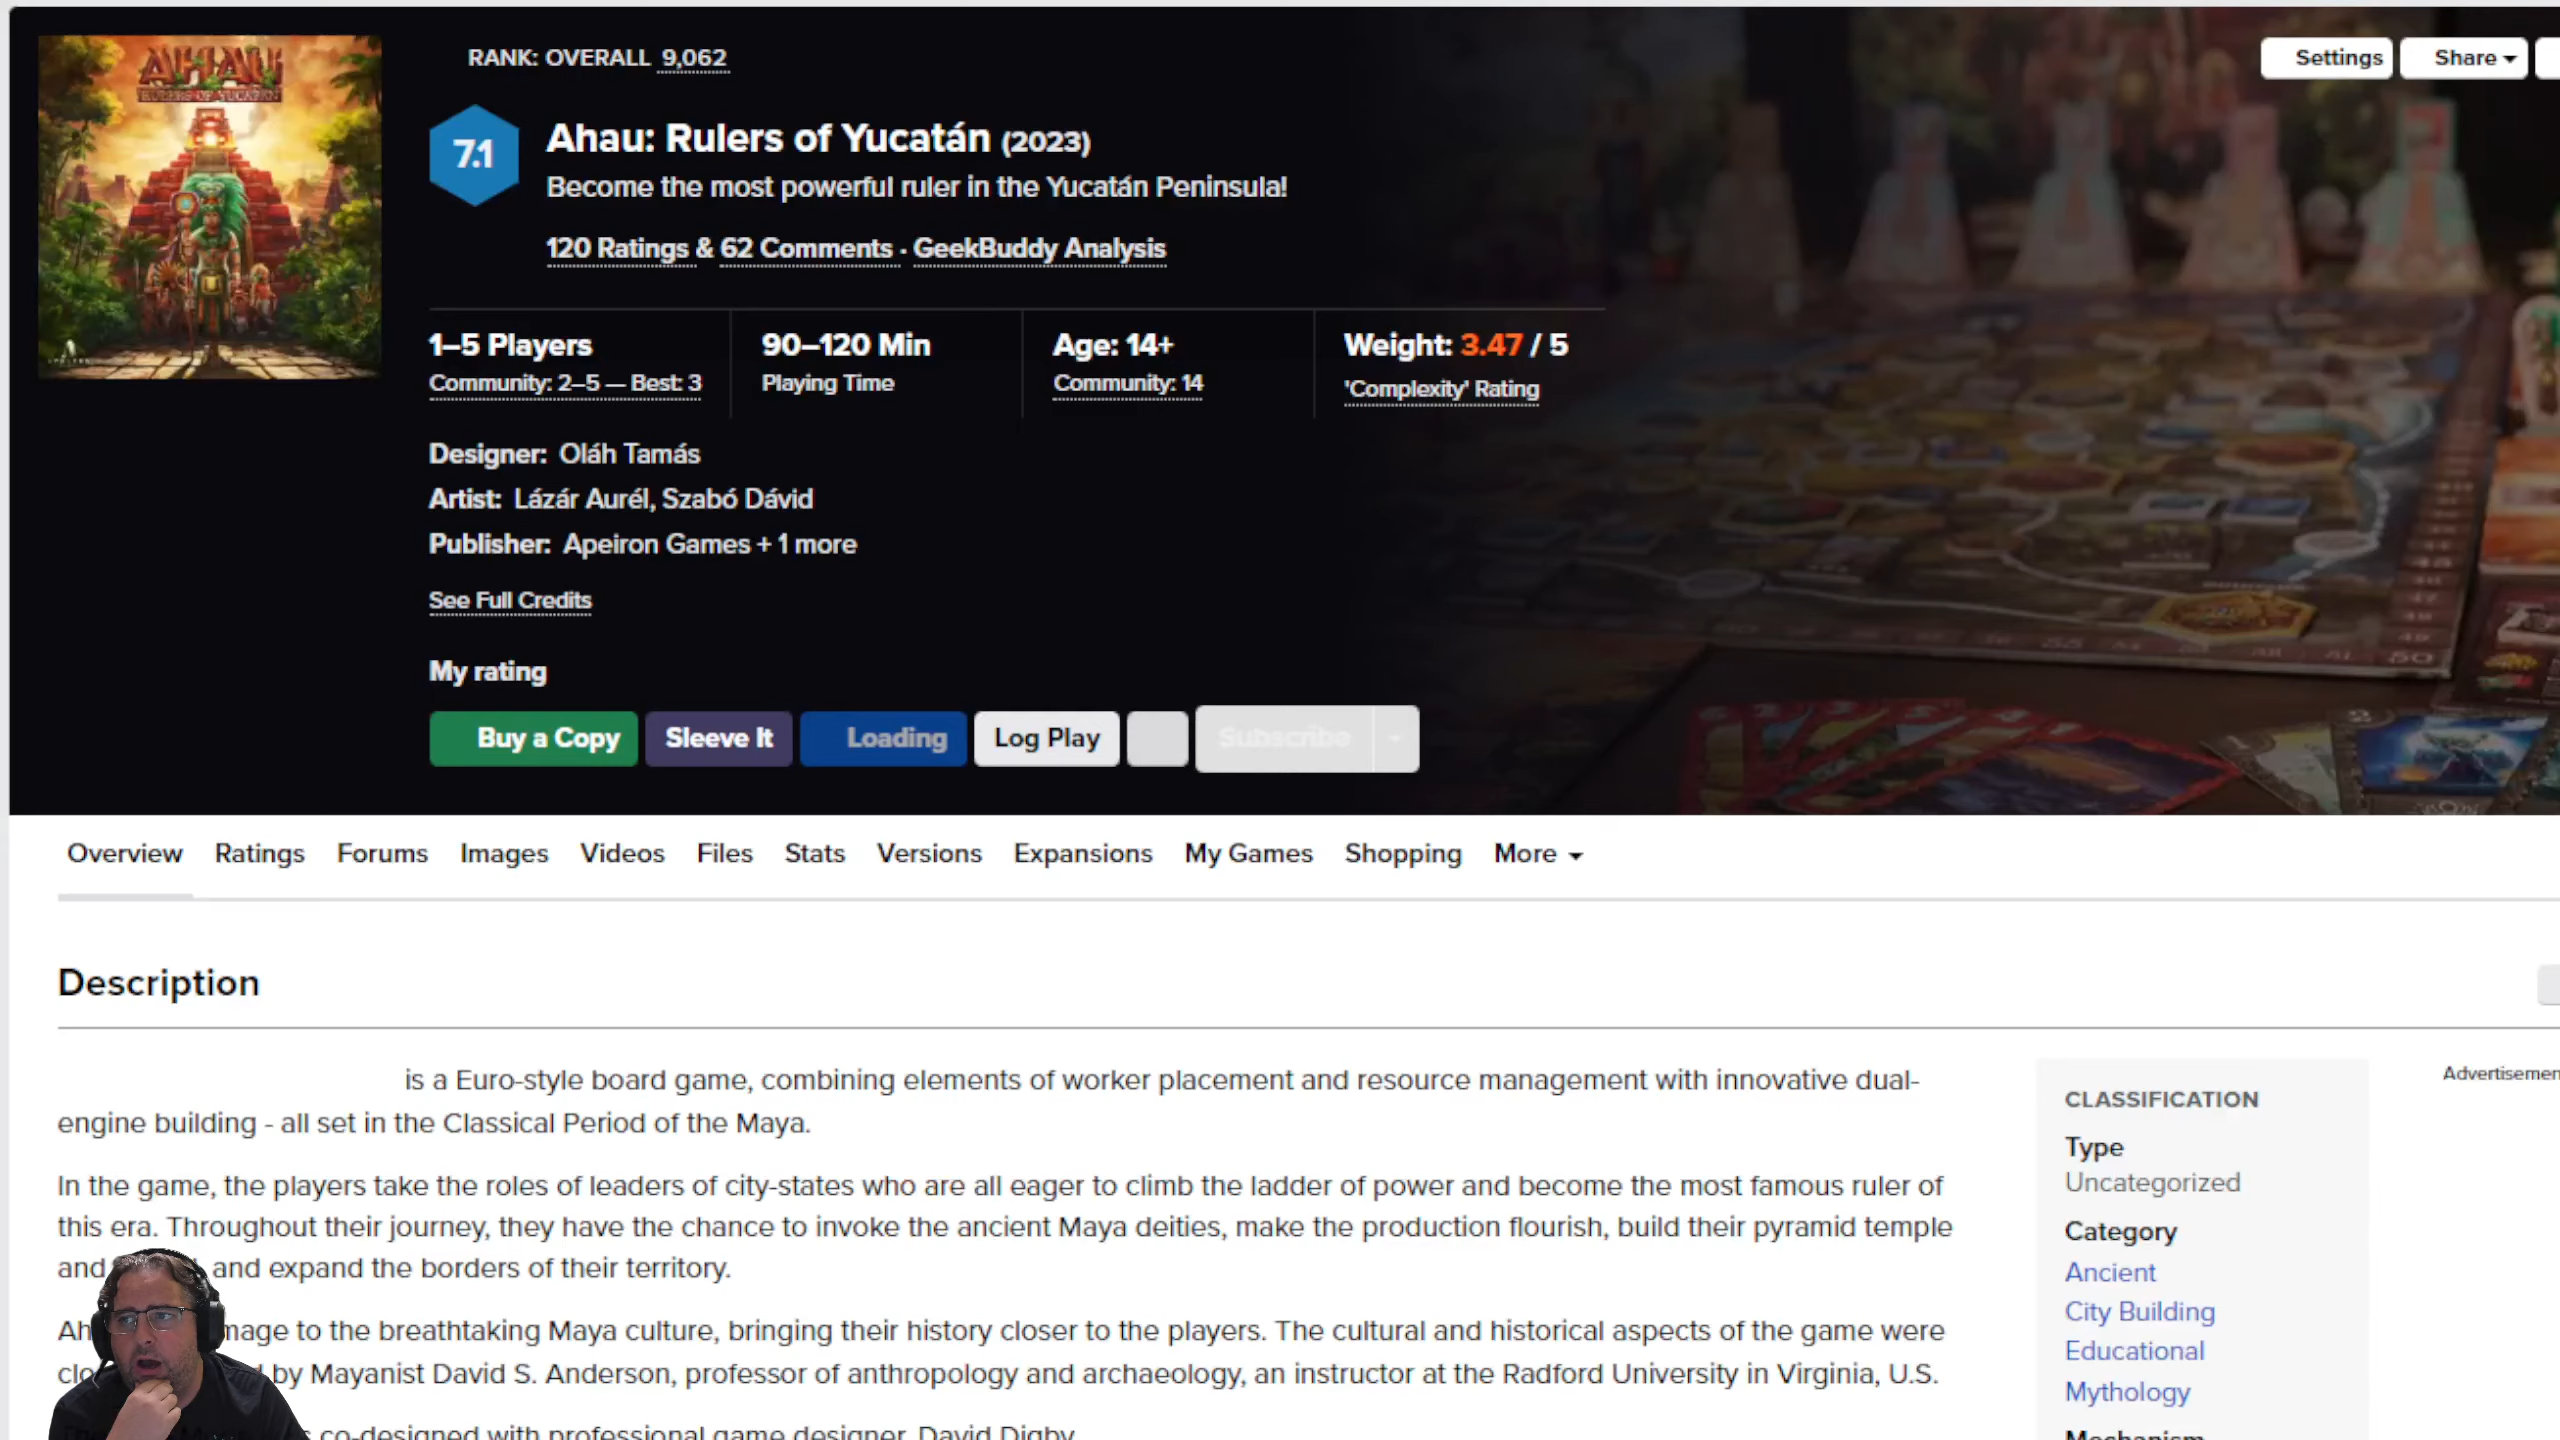 AHAU
RULERS OF YUCATÁN
RANK: OVERALL 9,062
Settings
Share
7.1
Ahau: Rulers of Yucatán (2023)
Become the most powerful ruler in the Yucatán Peninsula!
120 Ratings & 62 Comments · GeekBuddy Analysis
1–5 Players
Community: 2–5 — Best: 3
90–120 Min
Playing Time
Age: 14+
Community: 14
Weight: 3.47 / 5
'Complexity' Rating
Designer: Oláh Tamás
Artist: Lázár Aurél, Szabó Dávid
Publisher: Apeiron Games + 1 more
See Full Credits
My rating
Buy a Copy
Sleeve It
Loading
Log Play
Subscribe
Overview Ratings Forums Images Videos Files Stats Versions Expansions My Games Shopping More
Description
is a Euro-style board game, combining elements of worker placement and resource management with innovative dual-
engine building - all set in the Classical Period of the Maya.
In the game, the players take the roles of leaders of city-states who are all eager to climb the ladder of power and become the most famous ruler of
this era. Throughout their journey, they have the chance to invoke the ancient Maya deities, make the production flourish, build their pyramid temple
and and expand the borders of their territory.
to the breathtaking Maya culture, bringing their history closer to the players. The cultural and historical aspects of the game were
by Mayanist David S. Anderson, professor of anthropology and archaeology, an instructor at the Radford University in Virginia, U.S.
co-designed with professional game designer, David Digby
CLASSIFICATION
Type
Uncategorized
Category
Ancient
City Building
Educational
Mythology
Mechanism
Advertisemen